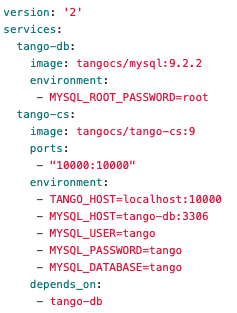 version: '2'
services:
  tango-db:
    image: tangocs/mysql:9.2.2
    environment:
      - MYSQL_ROOT_PASSWORD=root
  tango-cs:
    image: tangocs/tango-cs:9
    ports:
      - "10000:10000"
    environment:
      - TANGO_HOST=localhost:10000
      - MYSQL_HOST=tango-db:3306
      - MYSQL_USER=tango
      - MYSQL_PASSWORD=tango
      - MYSQL_DATABASE=tango
    depends_on:
      - tango-db